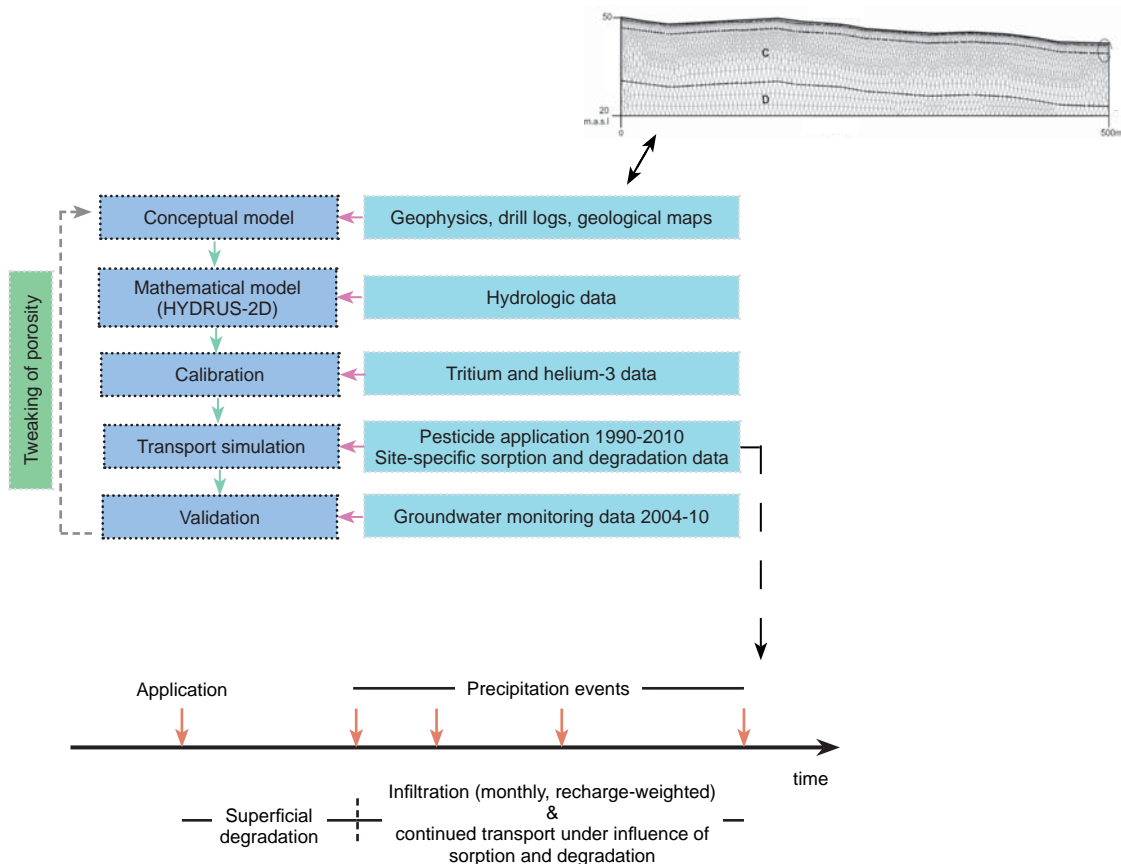 50
C
D
20
m.a.s.l
0
500m
Conceptual model
Geophysics, drill logs, geological maps
Mathematical model
(HYDRUS-2D)
Hydrologic data
Tweaking of porosity
Calibration
Tritium and helium-3 data
Transport simulation
Pesticide application 1990-2010
Site-specific sorption and degradation data
Validation
Groundwater monitoring data 2004-10
Application
Precipitation events
time
Superficial
degradation
Infiltration (monthly, recharge-weighted)
&
continued transport under influence of
sorption and degradation